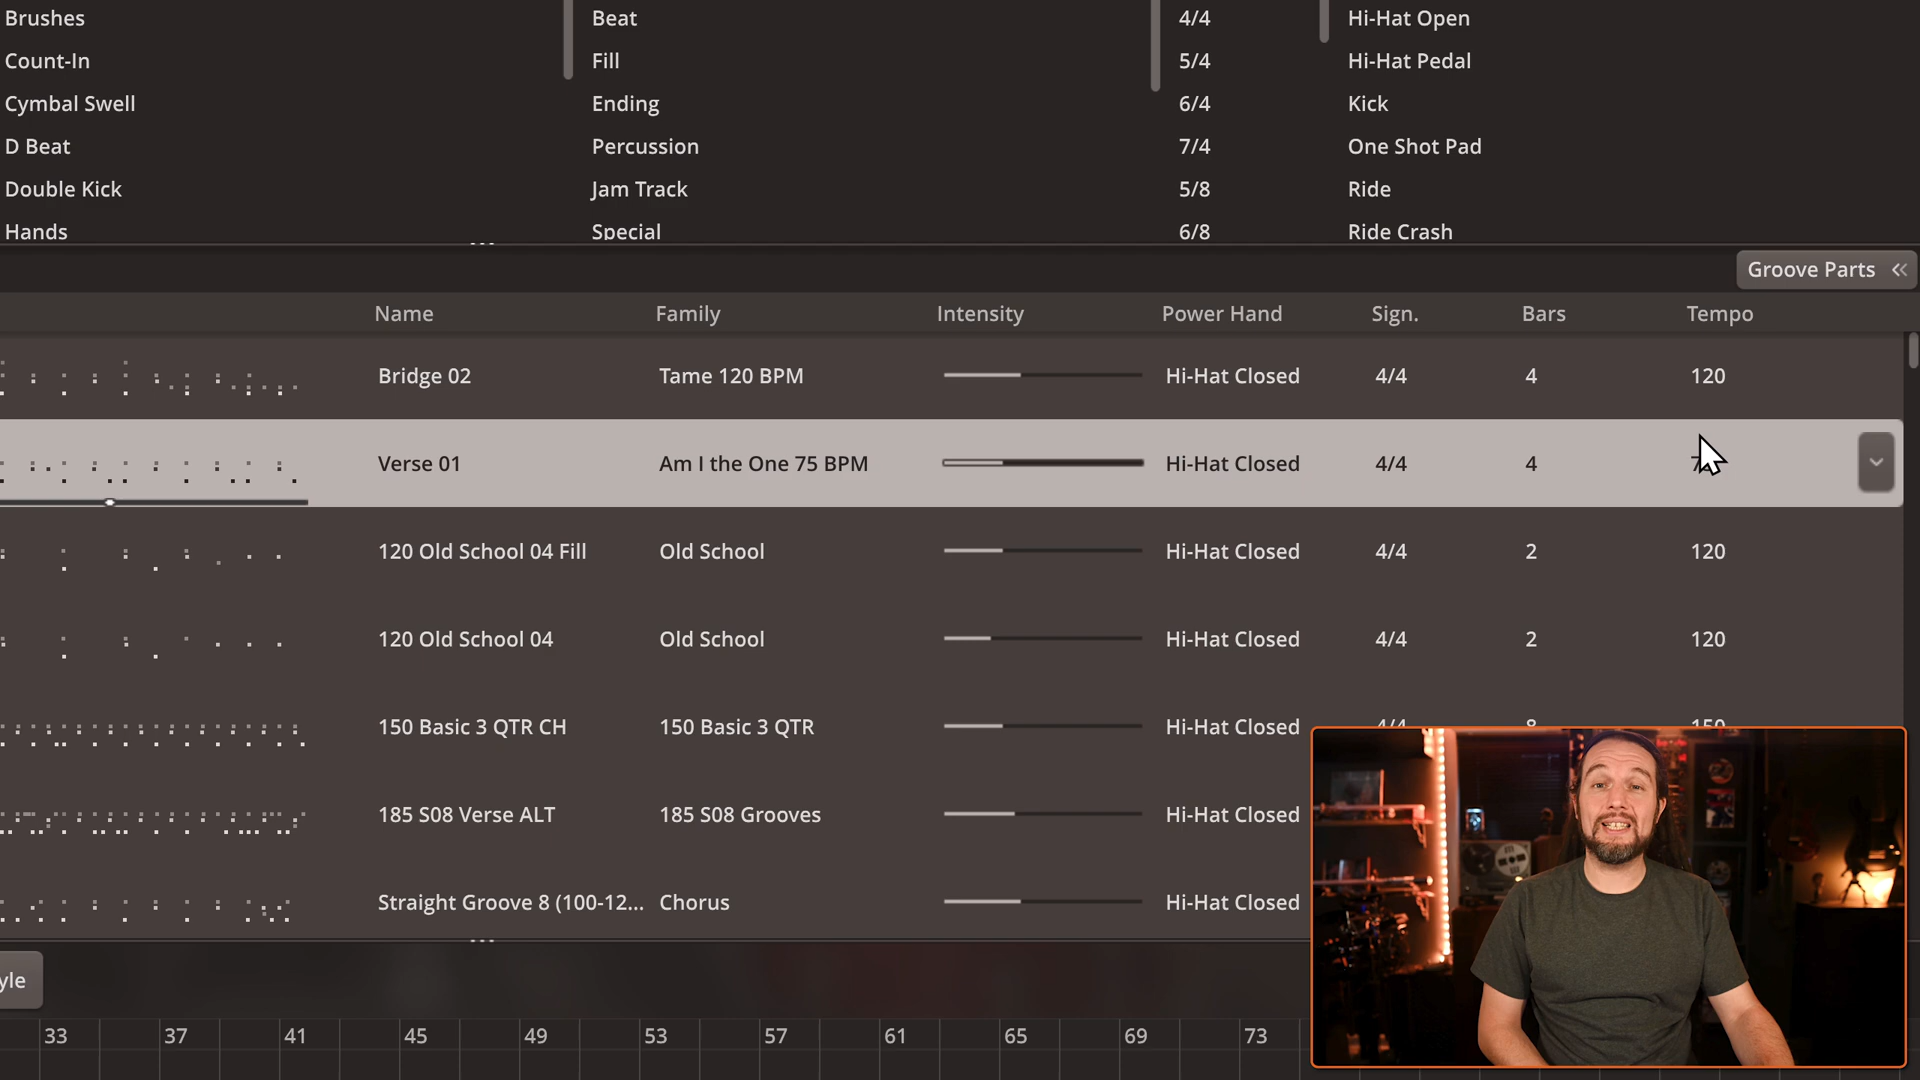 Brushes Beat 4/4 Hi-Hat Open
Count-In Fill 5/4 Hi-Hat Pedal
Cymbal Swell Ending 6/4 Kick
D Beat Percussion 7/4 One Shot Pad
Double Kick Jam Track 5/8 Ride
Hands Special 6/8 Ride Crash
Groove Parts
Name Family Intensity Power Hand Sign. Bars Tempo
Bridge 02 Tame 120 BPM Hi-Hat Closed 4/4 4 120
Verse 01 Am I the One 75 BPM Hi-Hat Closed 4/4 4
120 Old School 04 Fill Old School Hi-Hat Closed 4/4 2 120
120 Old School 04 Old School Hi-Hat Closed 4/4 2 120
150 Basic 3 QTR CH 150 Basic 3 QTR Hi-Hat Closed 4/4 8 150
185 S08 Verse ALT 185 S08 Grooves Hi-Hat Closed
Straight Groove 8 (100-12... Chorus Hi-Hat Closed
yle
33 37 41 45 49 53 57 61 65 69 73